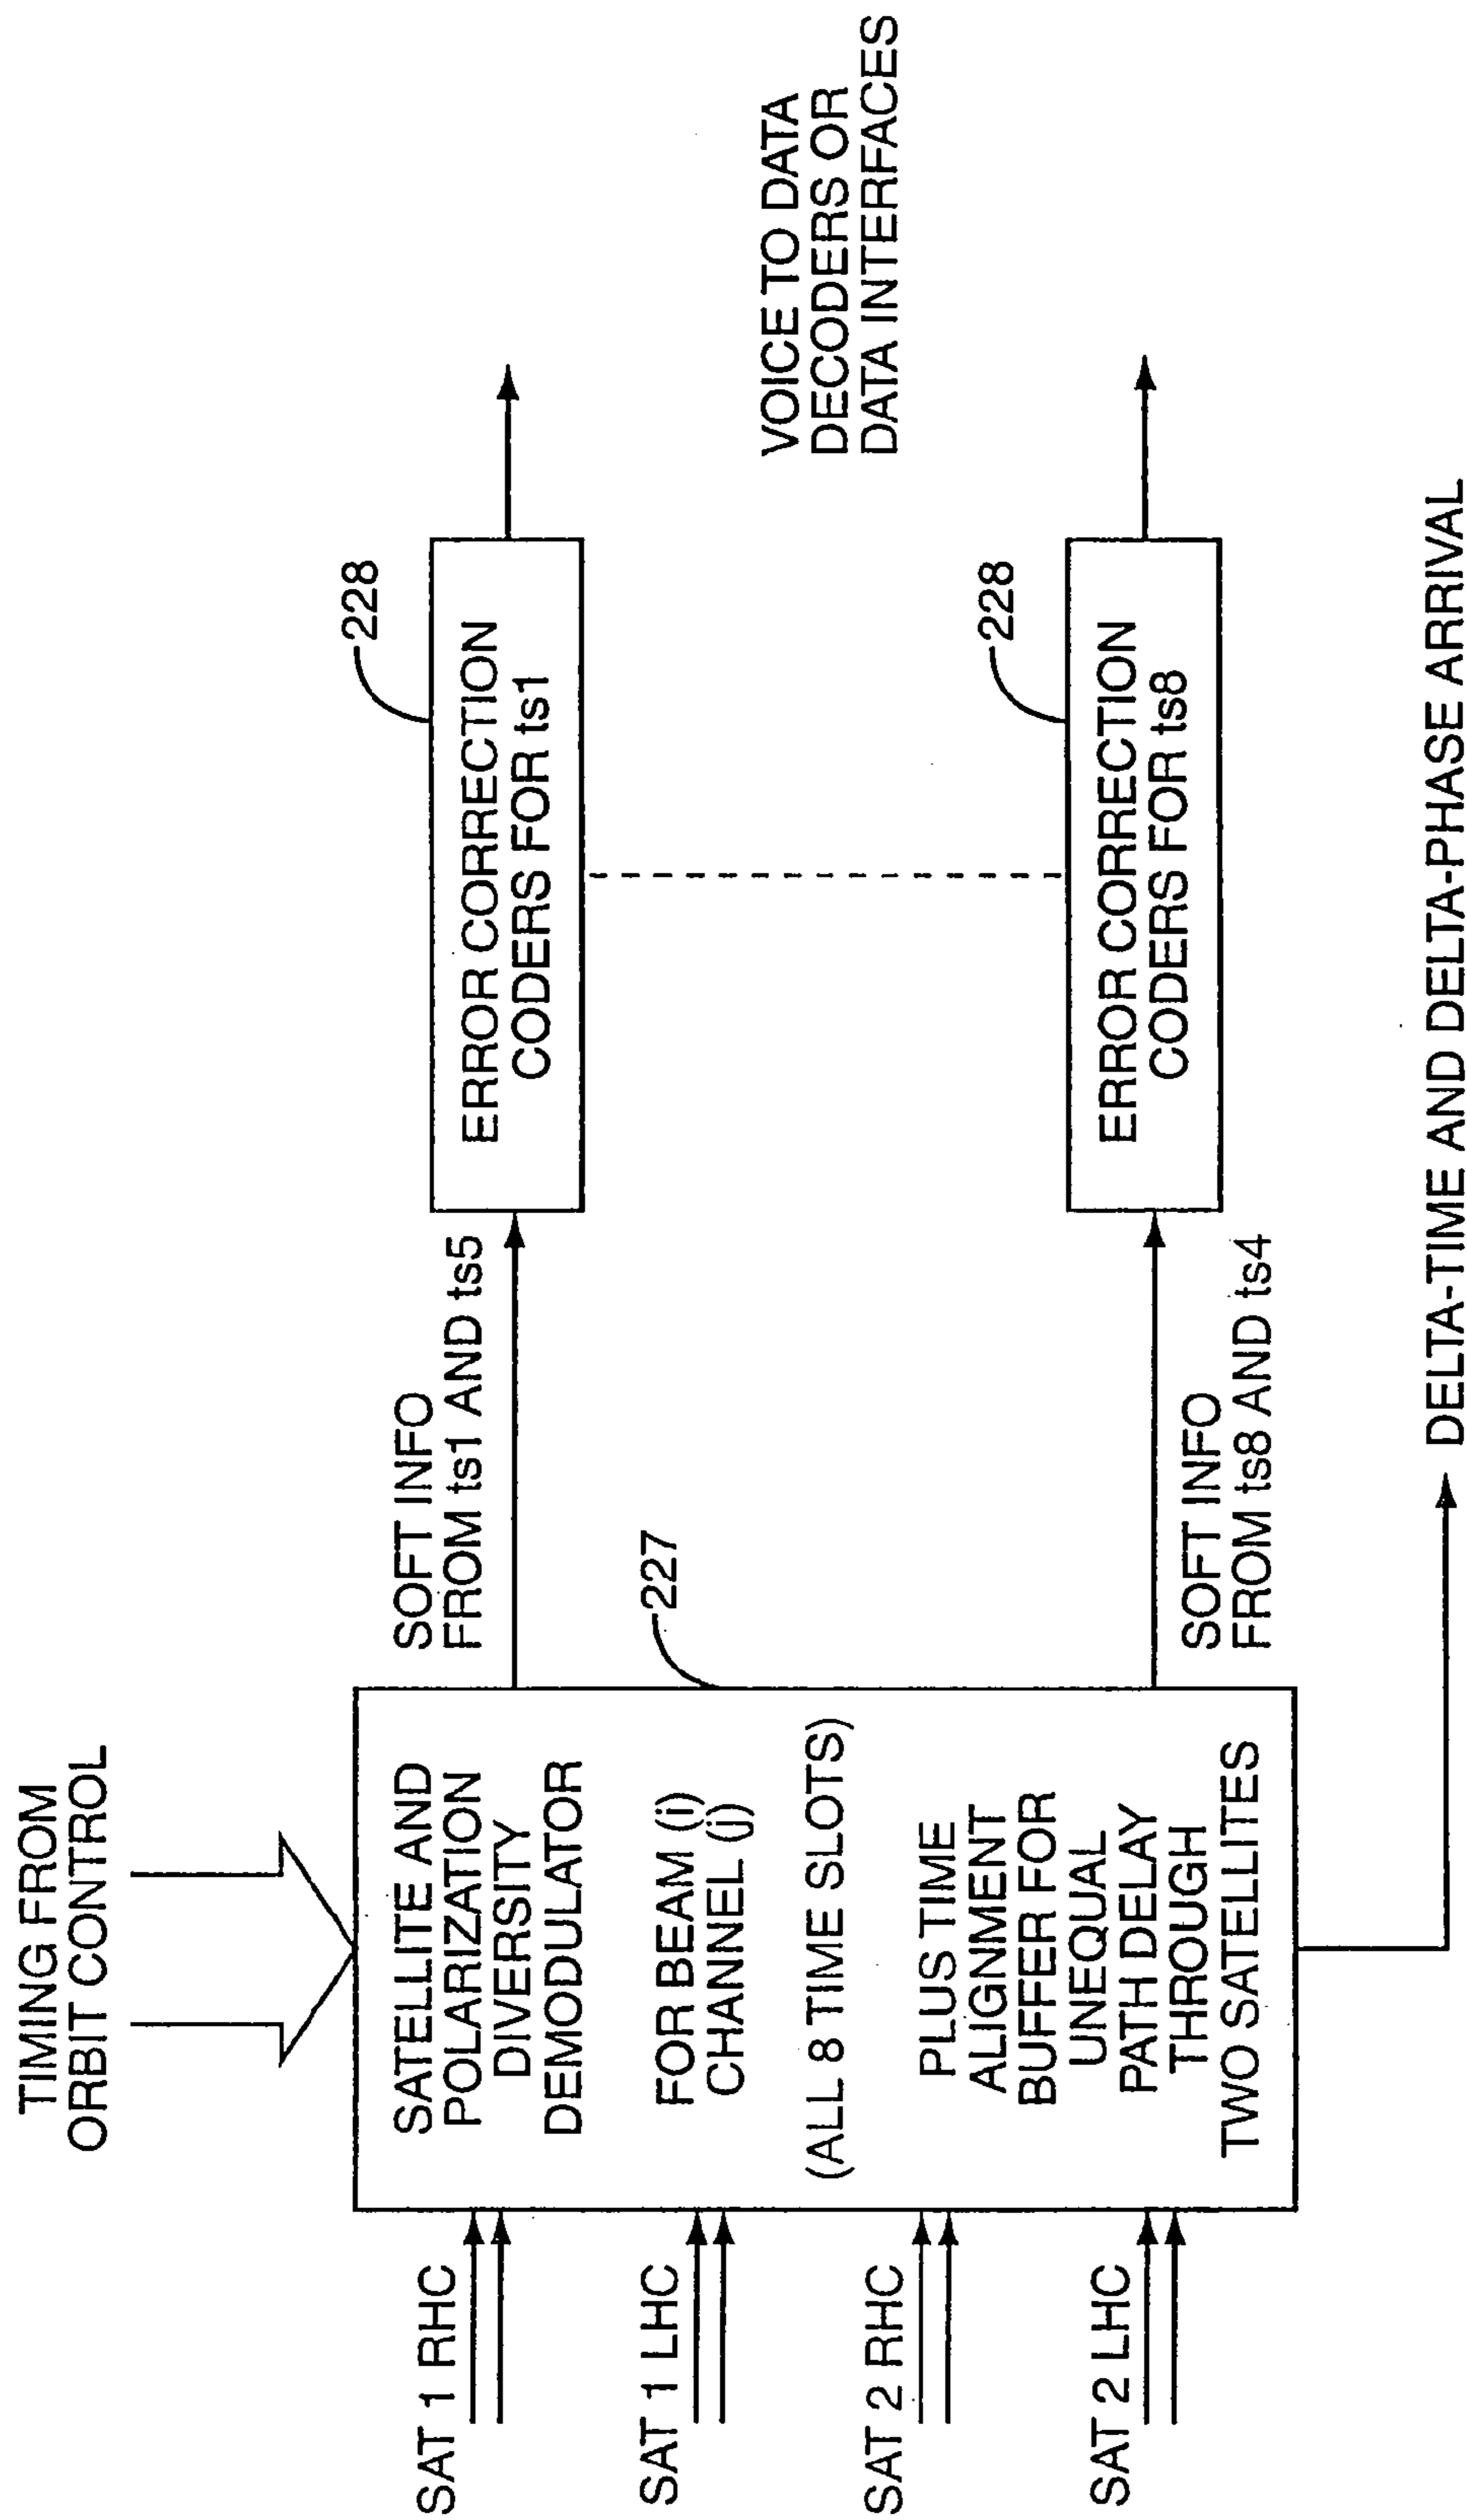 TIMING FROM
ORBIT CONTROL
SAT 1 RHC
SAT 1 LHC
SAT 2 RHC
SAT 2 LHC
SATELLITE AND
POLARIZATION
DIVERSITY
DEMODULATOR
FOR BEAM (i)
CHANNEL (j)
(ALL 8 TIME SLOTS)
PLUS TIME
ALIGNMENT
BUFFER FOR
UNEQUAL
PATH DELAY
THROUGH
TWO SATELLITES
227
SOFT INFO
FROM ts1 AND ts5
SOFT INFO
FROM ts8 AND ts4
228
ERROR CORRECTION
CODERS FOR ts1
228
ERROR CORRECTION
CODERS FOR ts8
VOICE TO DATA
DECODERS OR
DATA INTERFACES
DELTA-TIME AND DELTA-PHASE ARRIVAL